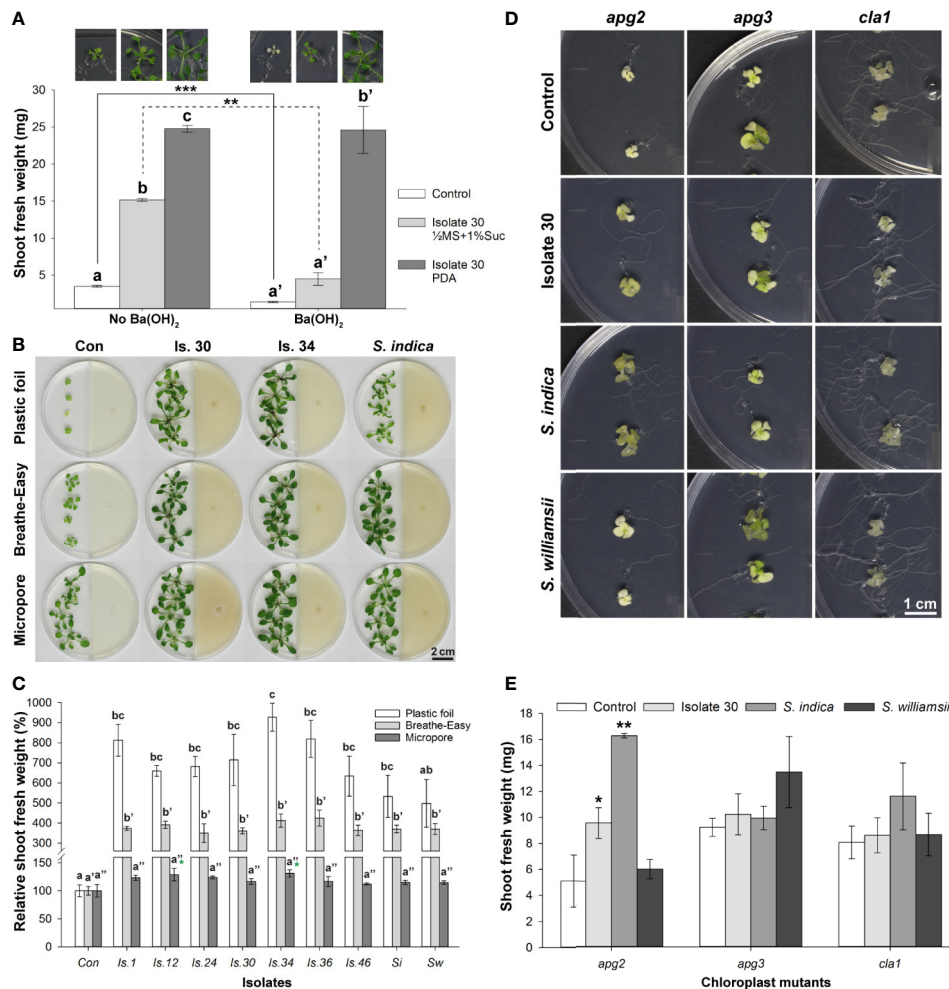 A
***
**
b’
c
b
a
a’
a’
Shoot fresh weight (mg)
30
25
15
5
Control
Isolate 30
½MS+1%Suc
Isolate 30
PDA
No Ba(OH)2
Ba(OH)2
B
Con
Is. 30
Is. 34
S. indica
Plastic foil
Breathe-Easy
Micropore
2 cm
C
Relative shoot fresh weight (%)
1000
900
800
700
600
500
400
300
150
100
50
0
Plastic foil
Breathe-Easy
Micropore
a a’ a’’
bc b’ a’’
bc b’ a’’ *
bc b’ a’’
bc b’ a’’
c b’ a’’ *
bc b’ a’’
bc b’ a’’
bc b’ a’’
ab b’ a’’
Con Is.1 Is.12 Is.24 Is.30 Is.34 Is.36 Is.46 Si Sw
Isolates
D
apg2
apg3
cla1
Control
Isolate 30
S. indica
S. williamsii
1 cm
E
Control
Isolate 30
S. indica
S. williamsii
Shoot fresh weight (mg)
18
16
14
12
10
8
6
4
2
0
*
**
apg2
apg3
cla1
Chloroplast mutants